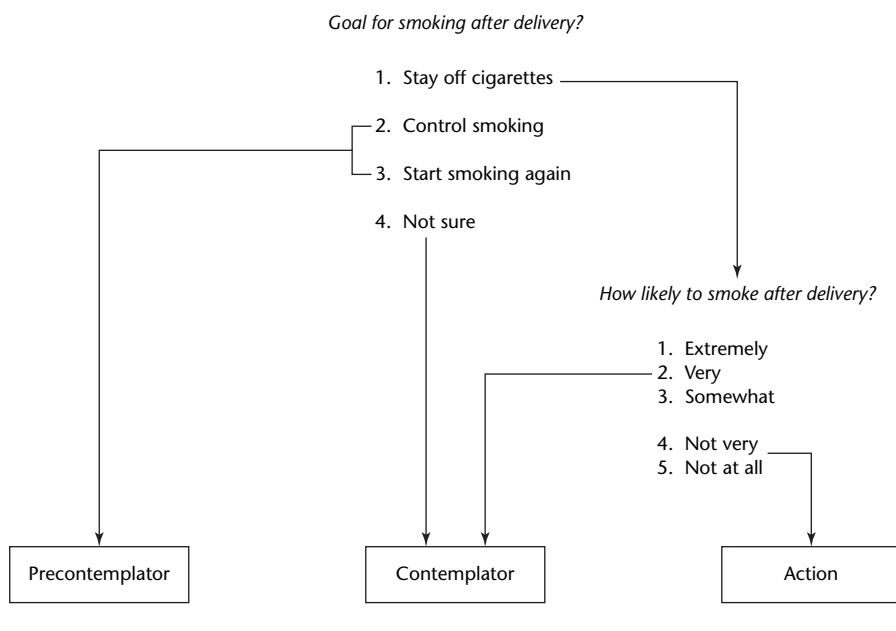 Goal for smoking after delivery?
1. Stay off cigarettes
2. Control smoking
3. Start smoking again
4. Not sure
How likely to smoke after delivery?
1. Extremely
2. Very
3. Somewhat
4. Not very
5. Not at all
Precontemplator
Contemplator
Action